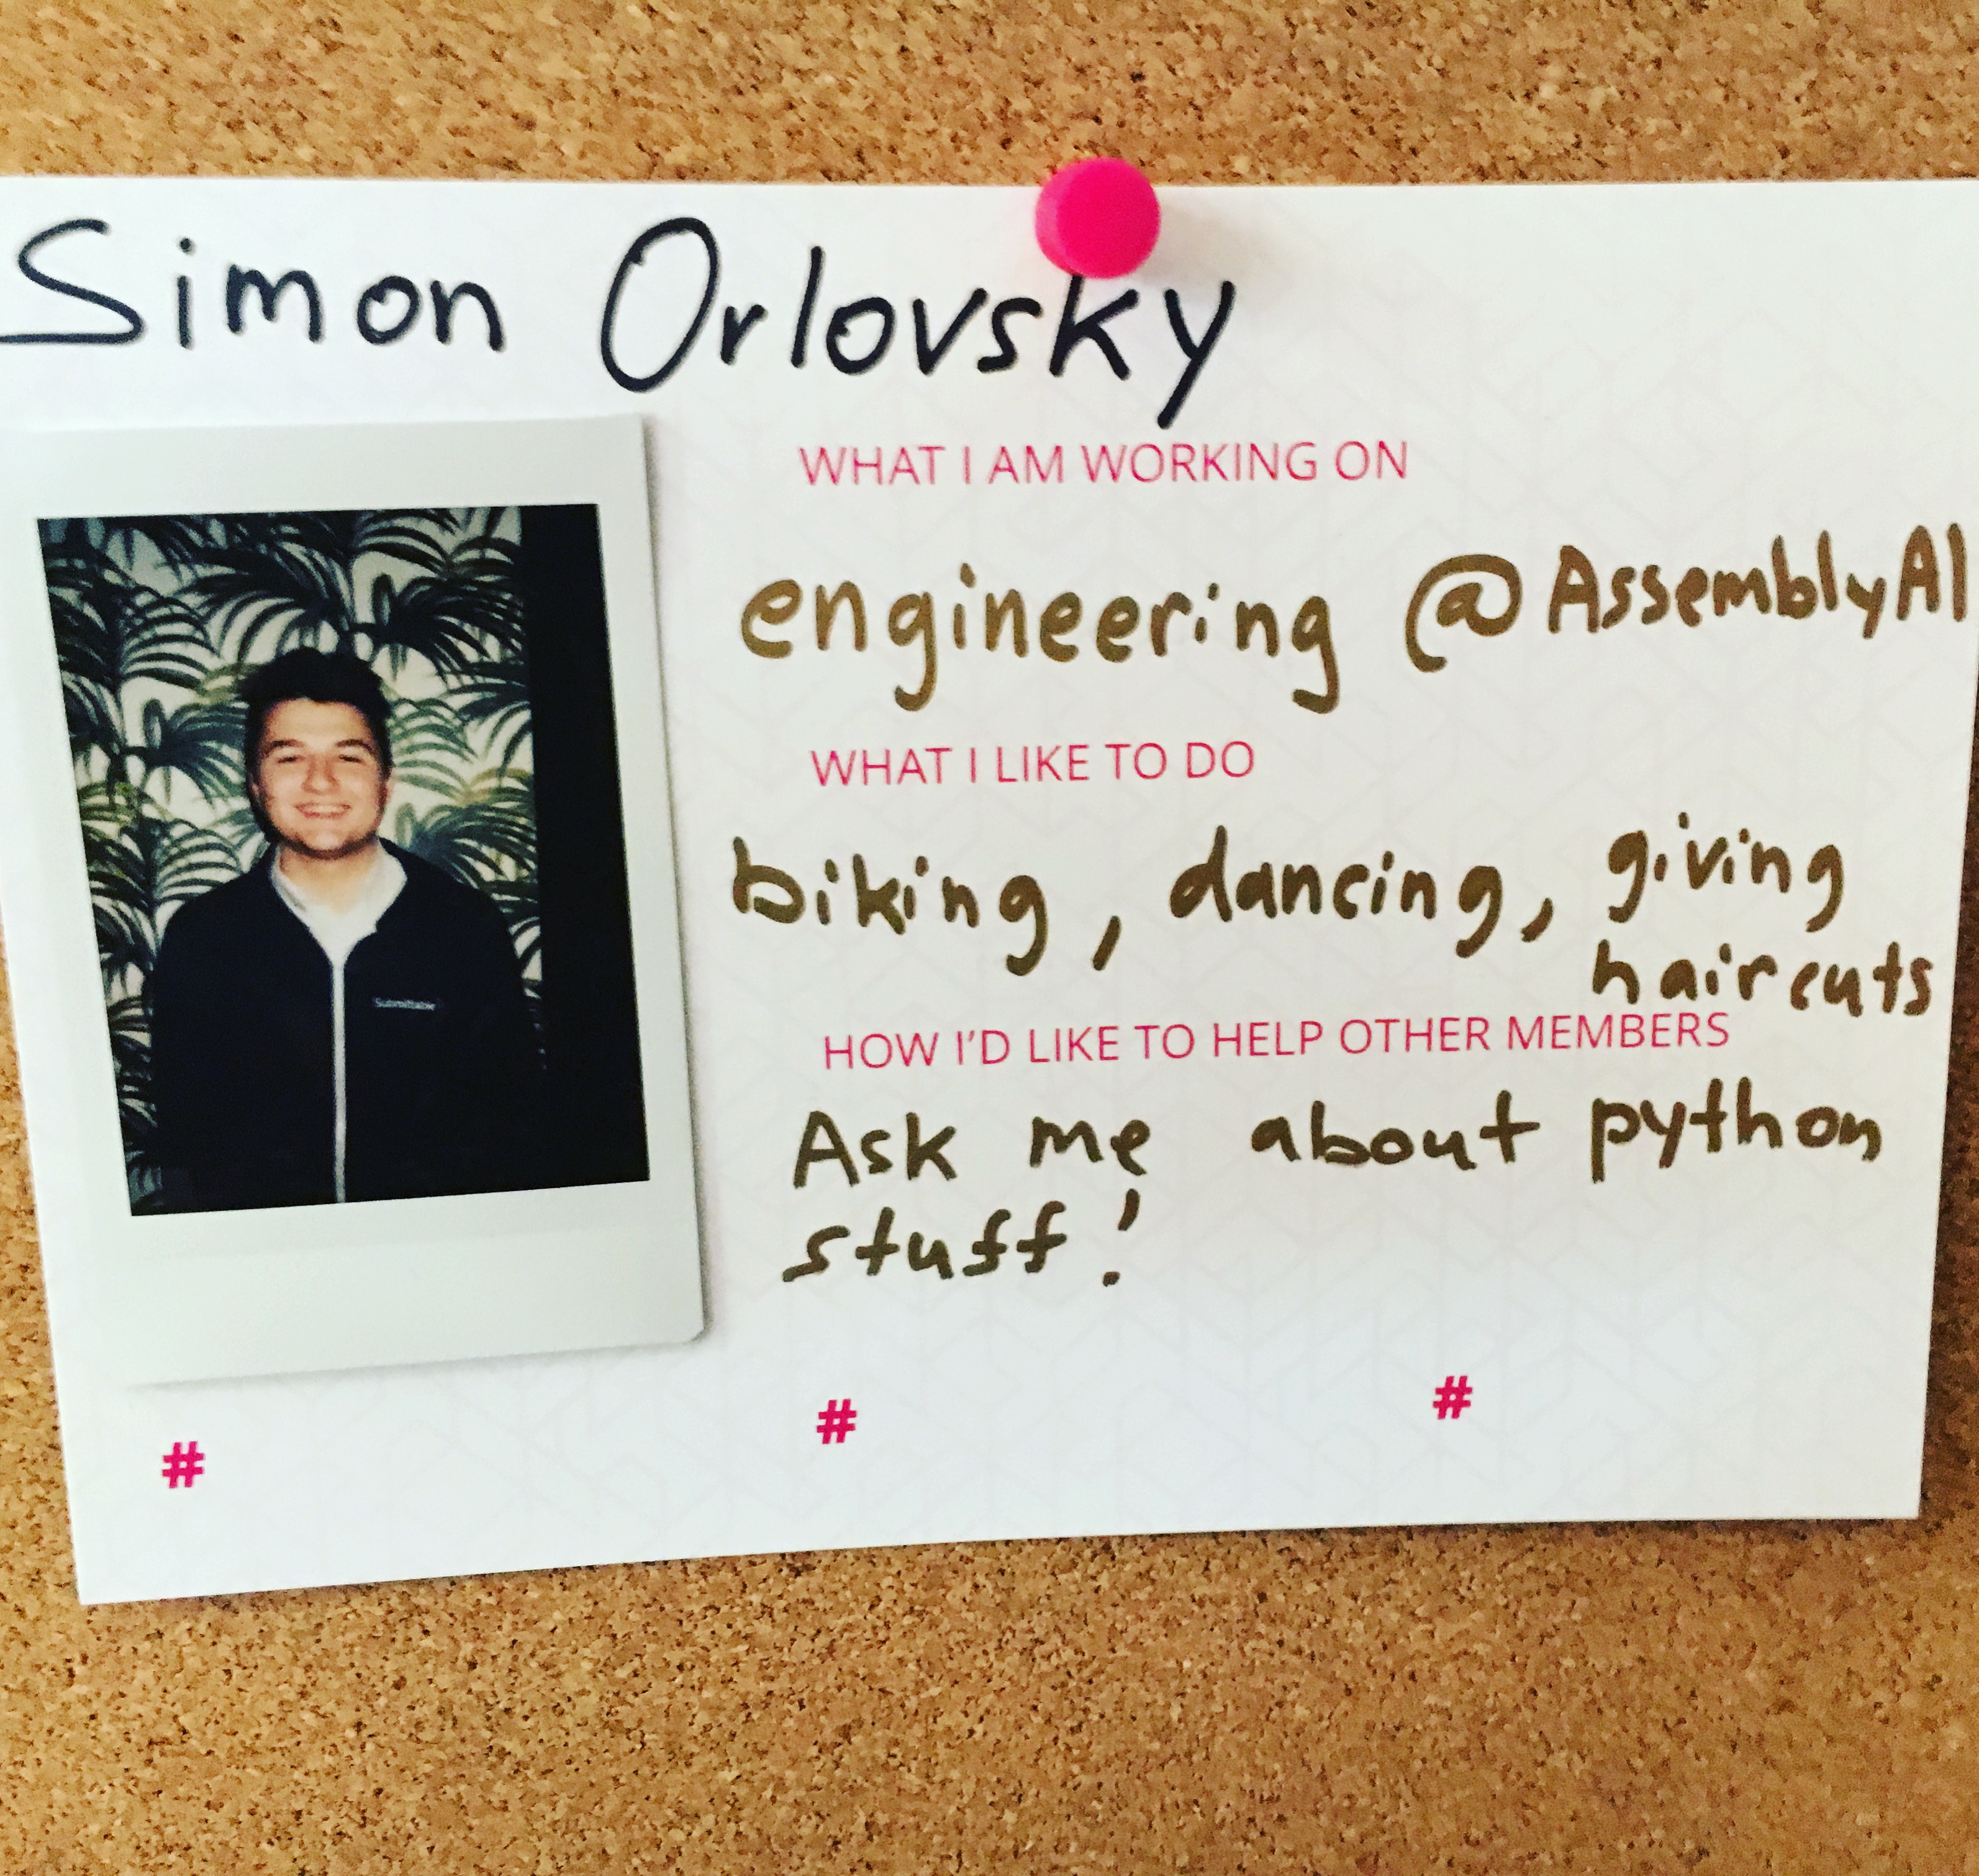 Simon Orlovsky
WHAT I AM WORKING ON
engineering @AssemblyAI
WHAT I LIKE TO DO
biking, dancing, giving
haircuts
HOW I'D LIKE TO HELP OTHER MEMBERS
Ask me about python
stuff!
Submittable
# # #